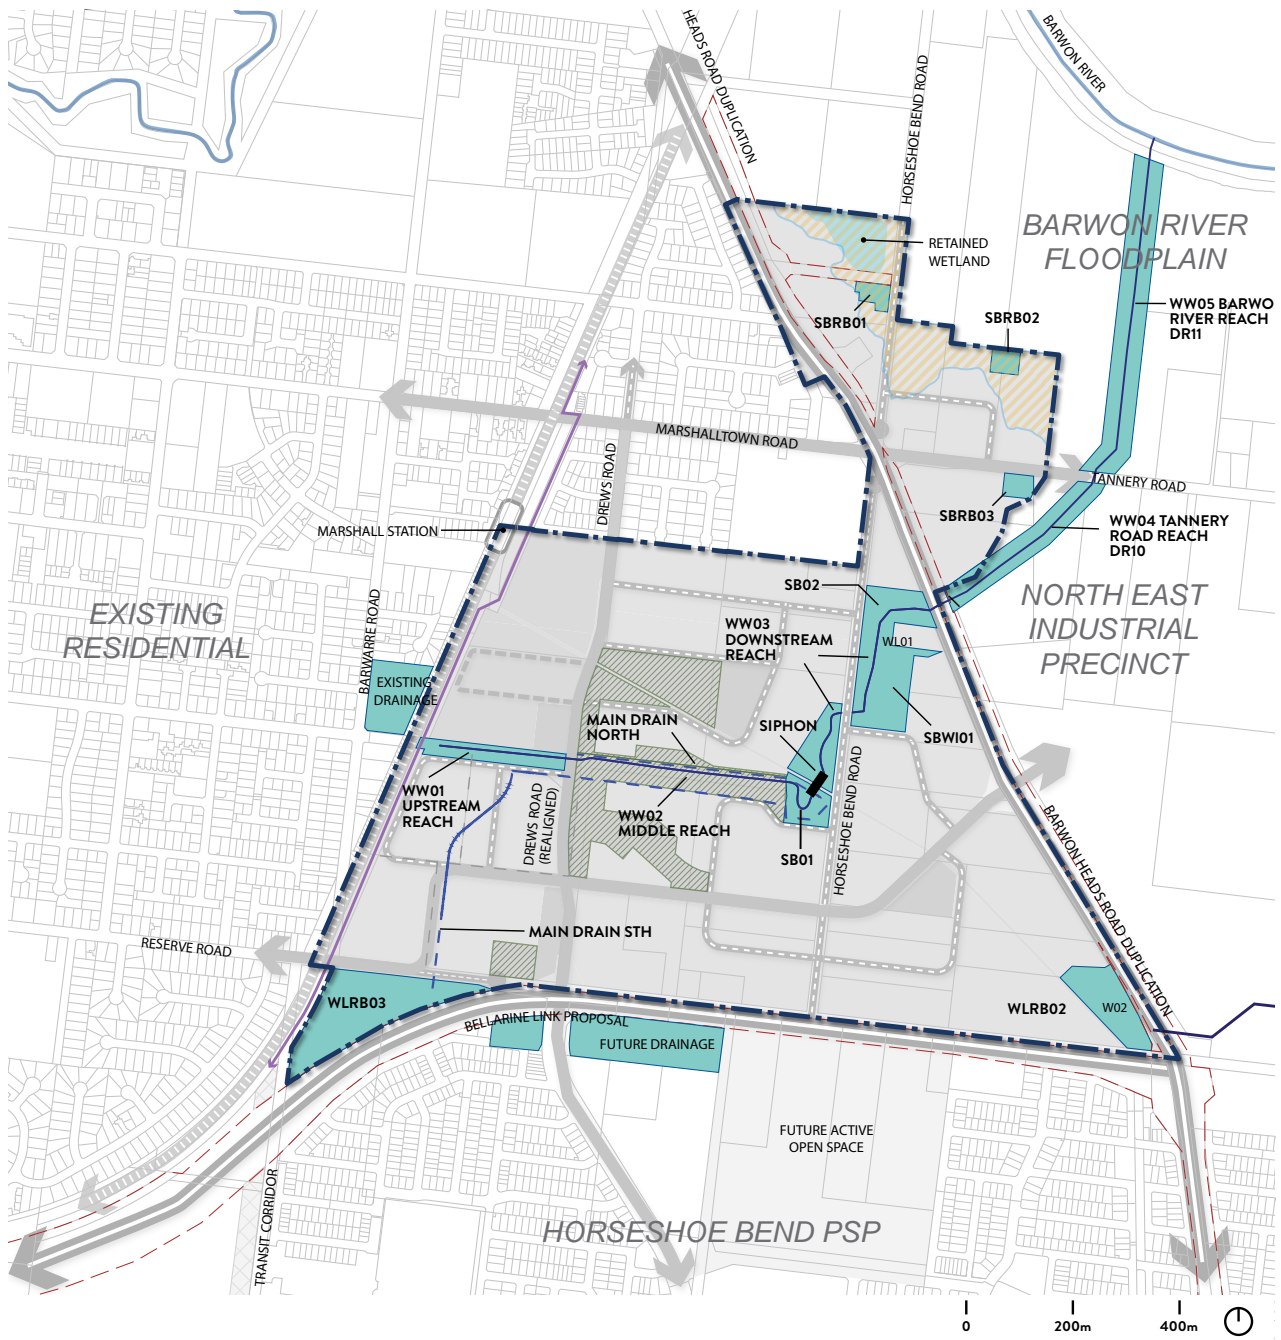 HEADS ROAD DUPLICATION
HORSESHOE BEND ROAD
BARWON RIVER
BARWON RIVER
FLOODPLAIN
RETAINED
WETLAND
WW05 BARWO
RIVER REACH
DR11
SBRB01
SBRB02
MARSHALLTOWN ROAD
DREWS ROAD
TANNERY ROAD
SBRB03
WW04 TANNERY
ROAD REACH
DR10
MARSHALL STATION
BARWARRE ROAD
EXISTING
RESIDENTIAL
SB02
NORTH EAST
INDUSTRIAL
PRECINCT
WW03
DOWNSTREAM
REACH
WL01
EXISTING
DRAINAGE
MAIN DRAIN
NORTH
SIPHON
SBWI01
WW01
UPSTREAM
REACH
DREWS ROAD
(REALIGNED)
WW02
MIDDLE REACH
SB01
HORSESHOE BEND ROAD
BARWON HEADS ROAD DUPLICATION
MAIN DRAIN STH
RESERVE ROAD
WLRB03
BELLARINE LINK PROPOSAL
WLRB02
W02
FUTURE DRAINAGE
FUTURE ACTIVE
OPEN SPACE
TRANSIT CORRIDOR
HORSESHOE BEND PSP
0
200m
400m